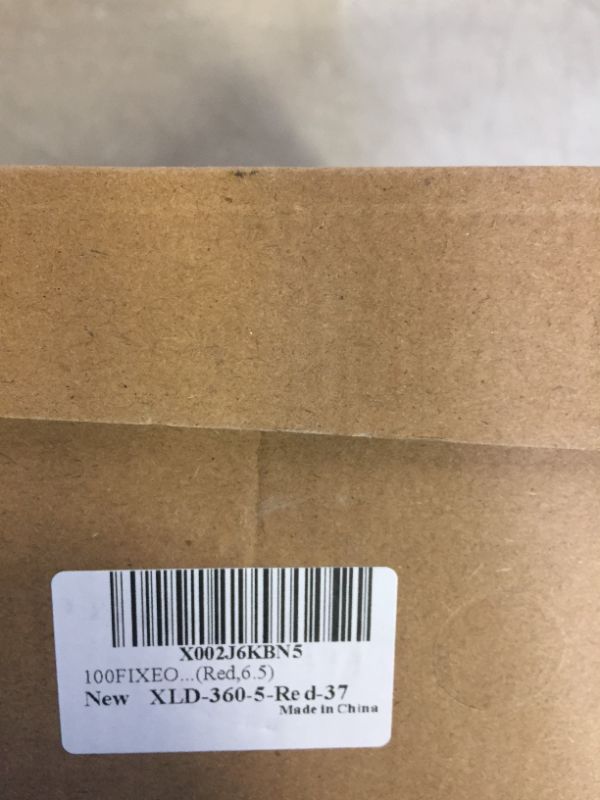 X002J6KBN5
100FIXEO...(Red,6.5)
New XLD-360-5-Red-37
Made in China